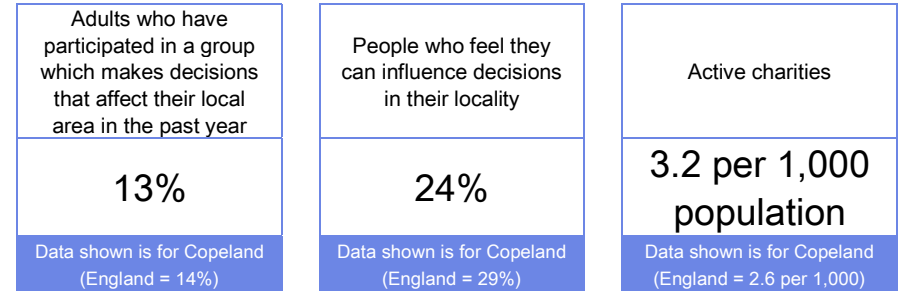 Adults who have
participated in a group
which makes decisions
that affect their local
area in the past year
13%
Data shown is for Copeland
(England = 14%)
People who feel they
can influence decisions
in their locality
24%
Data shown is for Copeland
(England = 29%)
Active charities
3.2 per 1,000
population
Data shown is for Copeland
(England = 2.6 per 1,000)